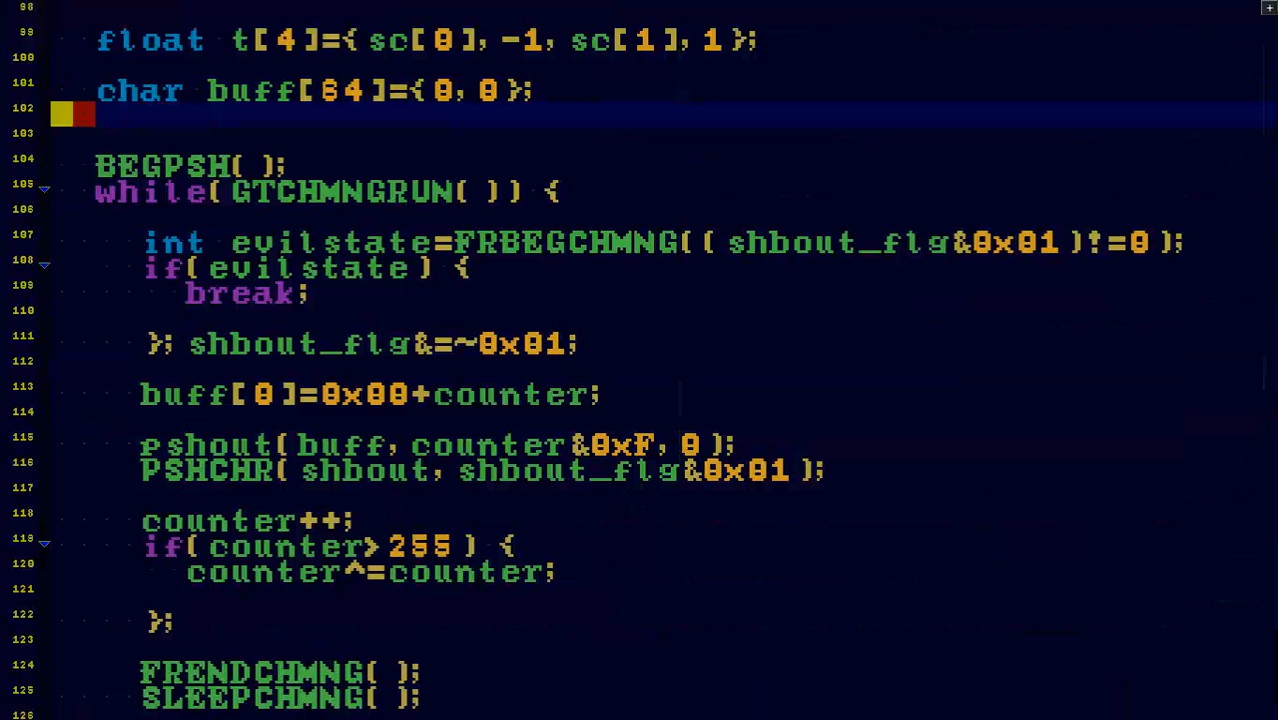 98
99 float t[4]={ sc[0], -1, sc[1], 1 };
100
101 char buff[64]={ 0, 0 };
102
103
104 BEGPSH( );
105 while( GTCHMNGRUN( )) {
106
107 int evilstate=FRBEGCHMNG(( shbout_flg&0x01 )!=0 );
108 if( evilstate ) {
109 break;
110
111 }; shbout_flg&=~0x01;
112
113 buff[0]=0x00+counter;
114
115 pshout( buff, counter&0xF, 0 );
116 PSHCHR( shbout, shbout_flg&0x01 );
117
118 counter++;
119 if( counter> 255 ) {
120 counter^=counter;
121
122 };
123
124 FRENDCHMNG( );
125 SLEEPCHMNG( );
126